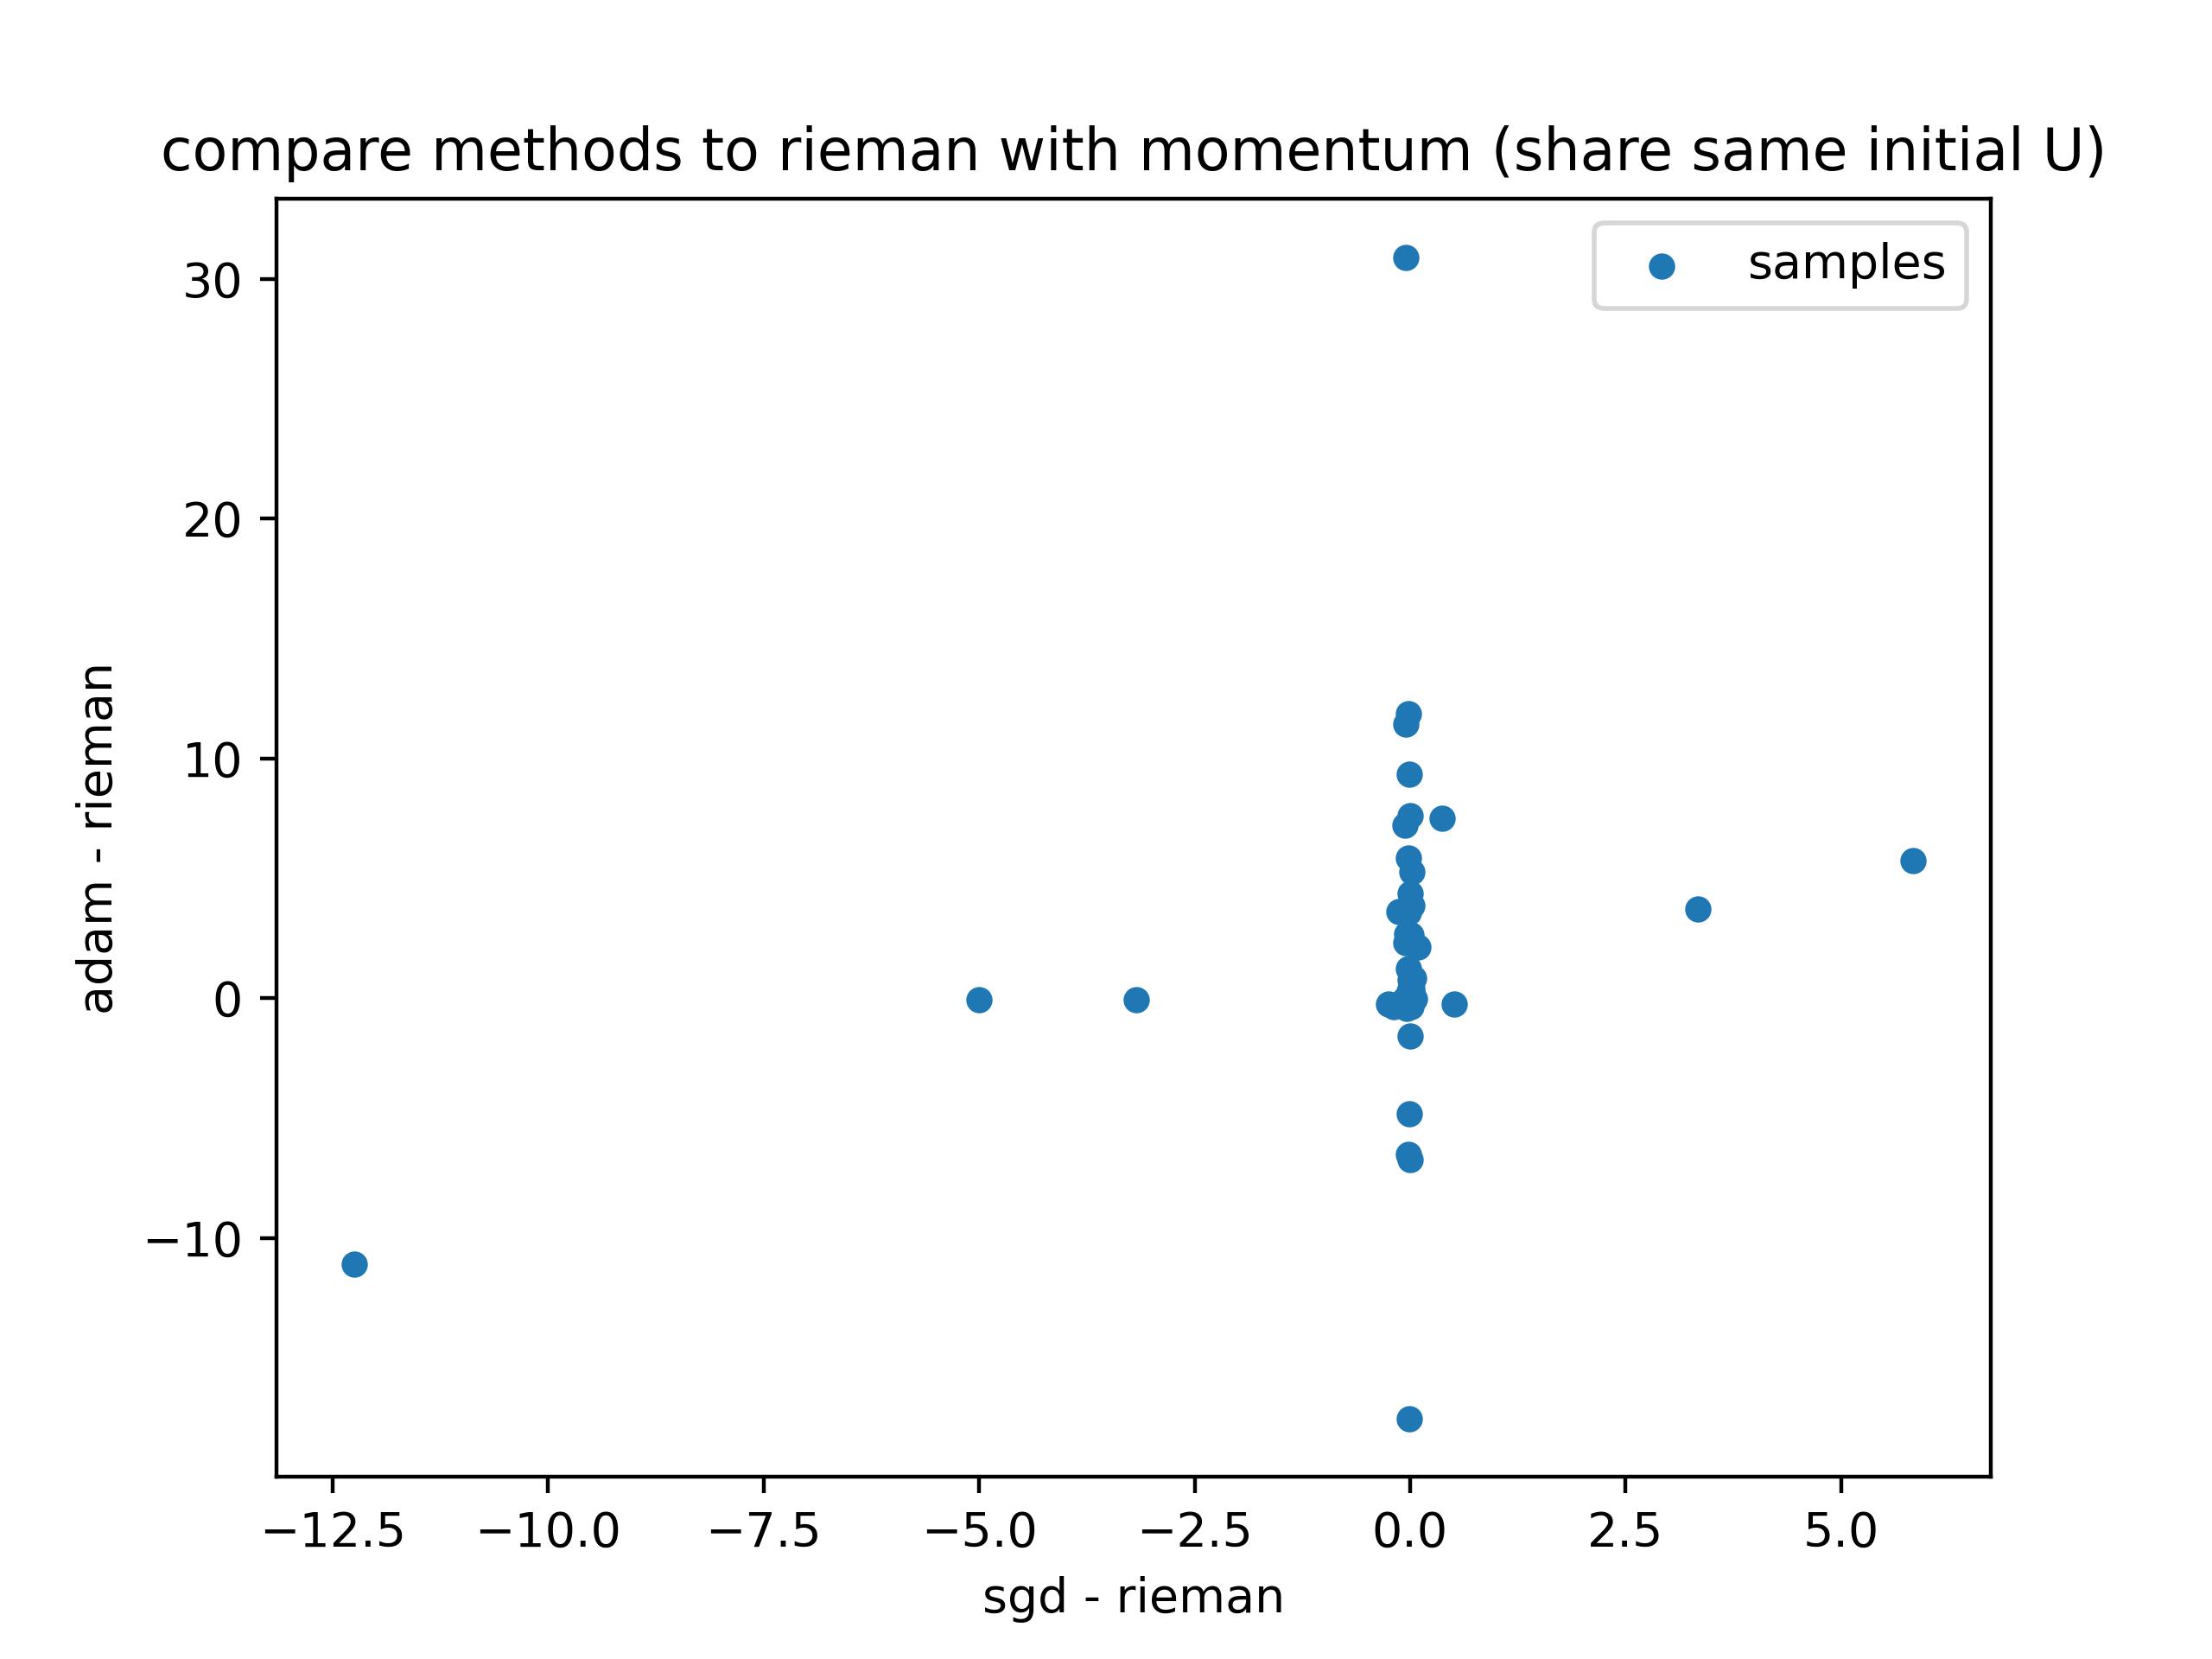 compare methods to rieman with momentum (share same initial U)
samples
30
20
10
0
−10
adam - rieman
−12.5 −10.0 −7.5 −5.0 −2.5 0.0 2.5 5.0
sgd - rieman